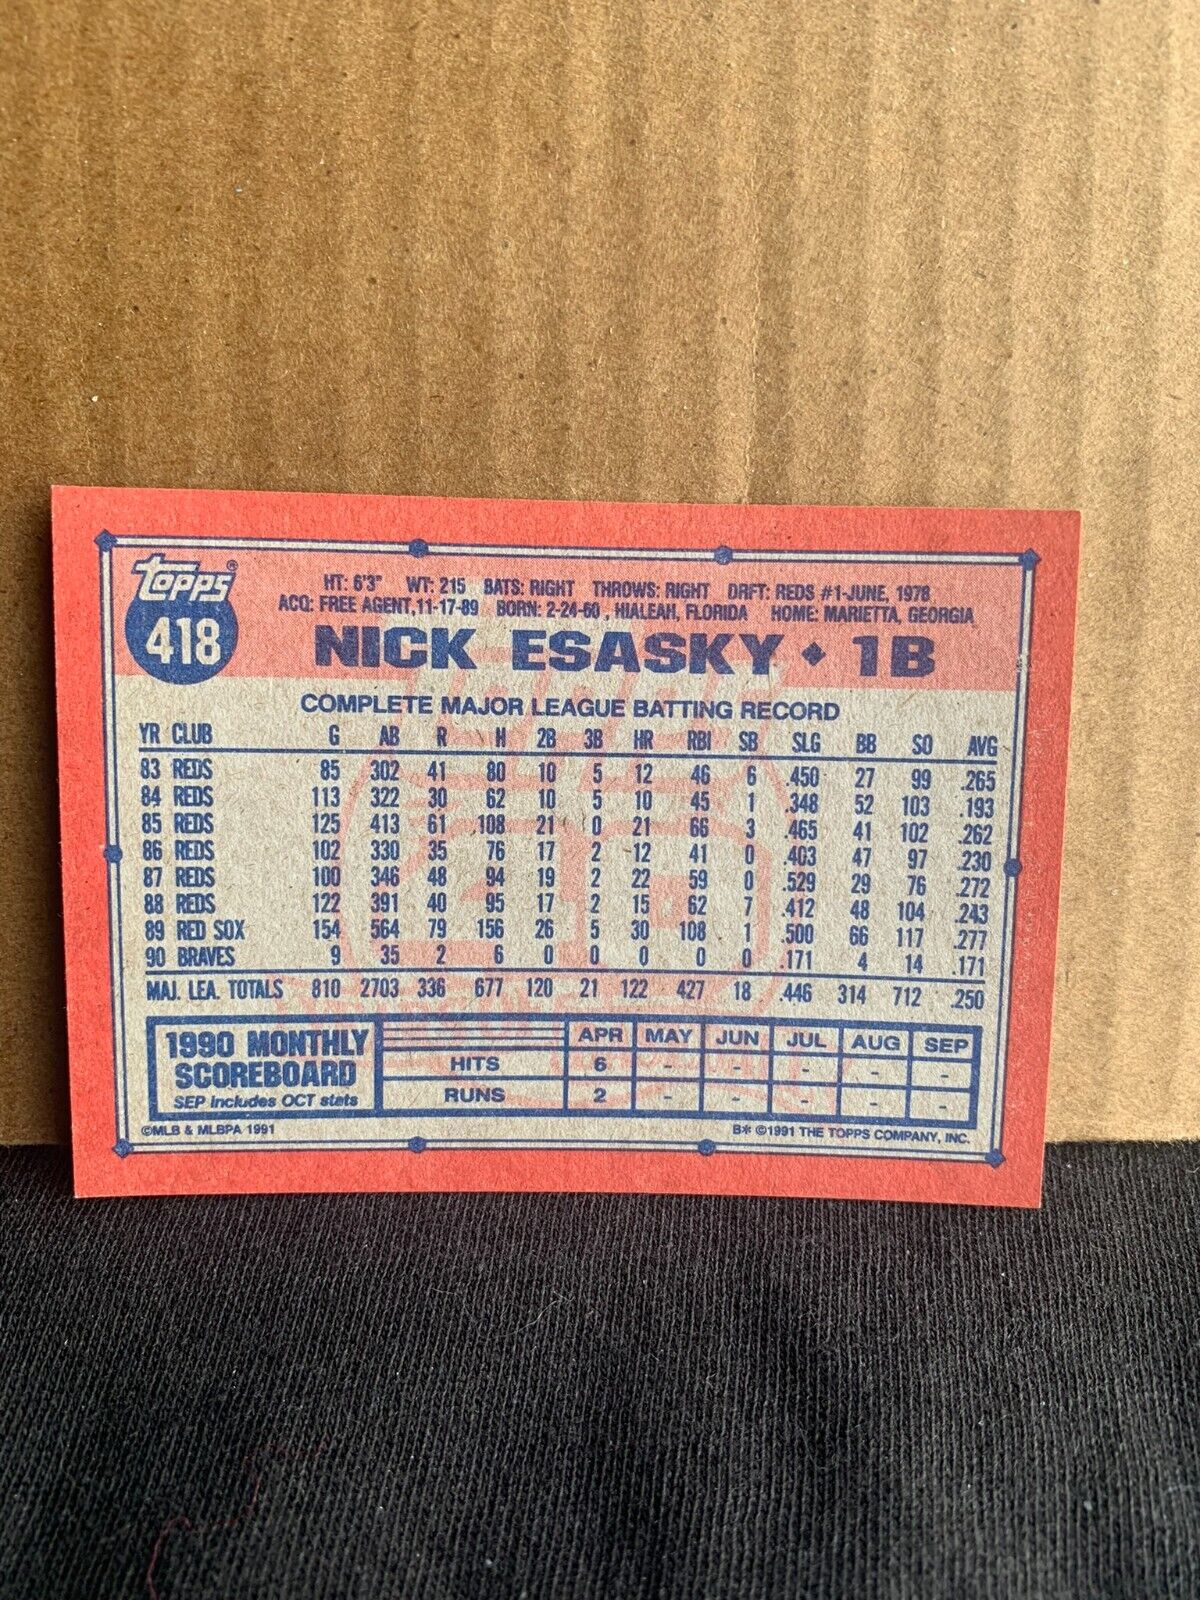 topps®
418
HT: 6'3" WT: 215 BATS: RIGHT THROWS: RIGHT DRFT: REDS #1-JUNE, 1978
ACQ: FREE AGENT, 11-17-89 BORN: 2-24-60, HIALEAH, FLORIDA HOME: MARIETTA, GEORGIA
NICK ESASKY ♦ 1B
COMPLETE MAJOR LEAGUE BATTING RECORD
YR CLUB G AB R H 2B 3B HR RBI SB SLG BB SO AVG
83 REDS 85 302 41 80 10 5 12 46 6 .450 27 99 .265
84 REDS 113 322 30 62 10 5 10 45 1 .348 52 103 .193
85 REDS 125 413 61 108 21 0 21 66 3 .465 41 102 .262
86 REDS 102 330 35 76 17 2 12 41 0 .403 47 97 .230
87 REDS 100 346 48 94 19 2 22 59 0 .529 29 76 .272
88 REDS 122 391 40 95 17 2 15 62 7 .412 48 104 .243
89 RED SOX 154 564 79 156 26 5 30 108 1 .500 66 117 .277
90 BRAVES 9 35 2 6 0 0 0 0 0 .171 4 14 .171
MAJ. LEA. TOTALS 810 2703 336 677 120 21 122 427 18 .446 314 712 .250
1990 MONTHLY
SCOREBOARD
SEP Includes OCT stats
APR MAY JUN JUL AUG SEP
HITS 6 - - - - -
RUNS 2 - - - - -
©MLB & MLBPA 1991 B* ©1991 THE TOPPS COMPANY, INC.